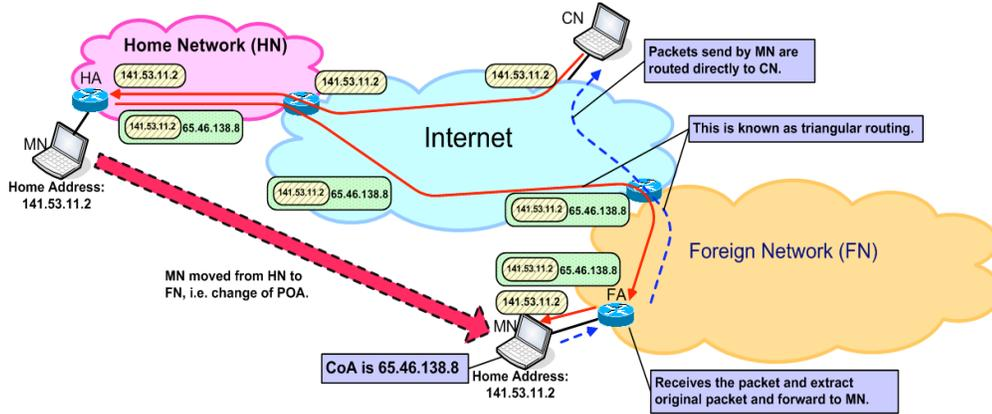 CN
Home Network (HN)
Packets send by MN are
routed directly to CN.
HA
141.53.11.2
141.53.11.2
141.53.11.2
141.53.11.2 65.46.138.8
Internet
This is known as triangular routing.
MN
Home Address:
141.53.11.2
141.53.11.2 65.46.138.8
141.53.11.2 65.46.138.8
Foreign Network (FN)
MN moved from HN to
FN, i.e. change of POA.
141.53.11.2 65.46.138.8
141.53.11.2
FA
MN
CoA is 65.46.138.8
Home Address:
141.53.11.2
Receives the packet and extract
original packet and forward to MN.